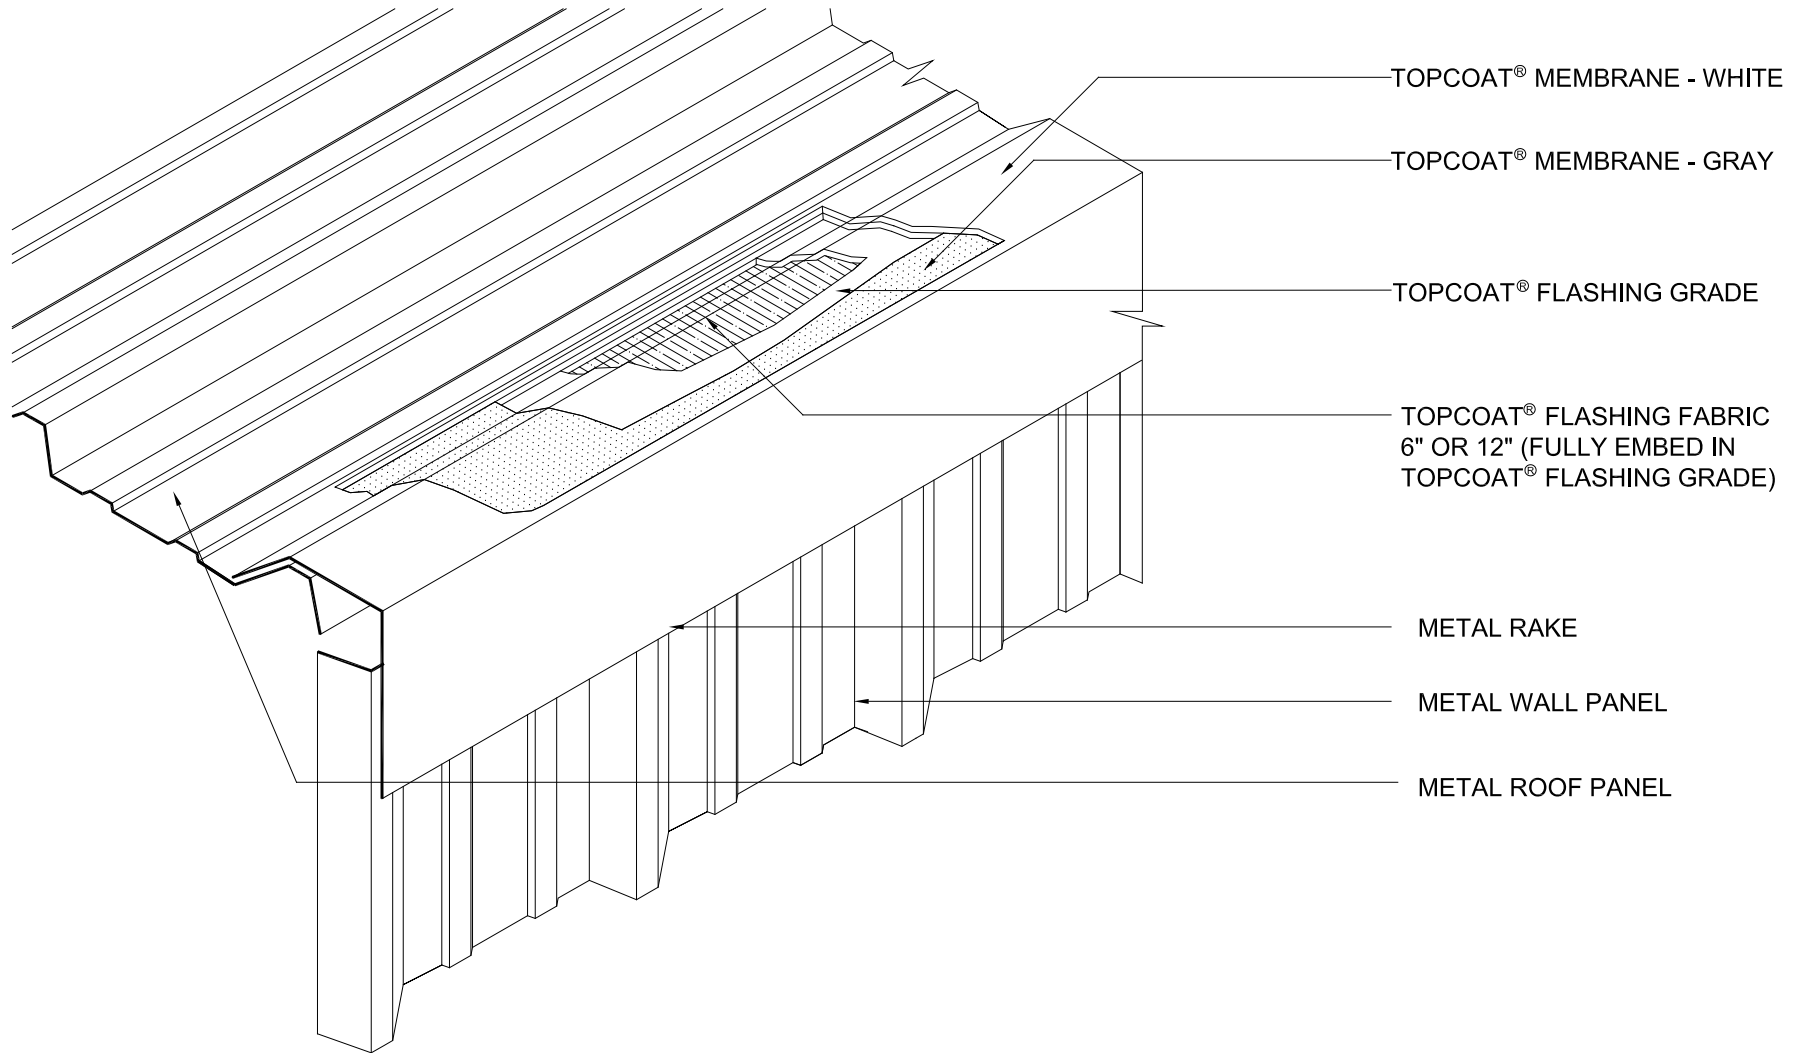 TOPCOAT® MEMBRANE - WHITE
TOPCOAT® MEMBRANE - GRAY
TOPCOAT® FLASHING GRADE
TOPCOAT® FLASHING FABRIC
6" OR 12" (FULLY EMBED IN
TOPCOAT® FLASHING GRADE)
METAL RAKE
METAL WALL PANEL
METAL ROOF PANEL